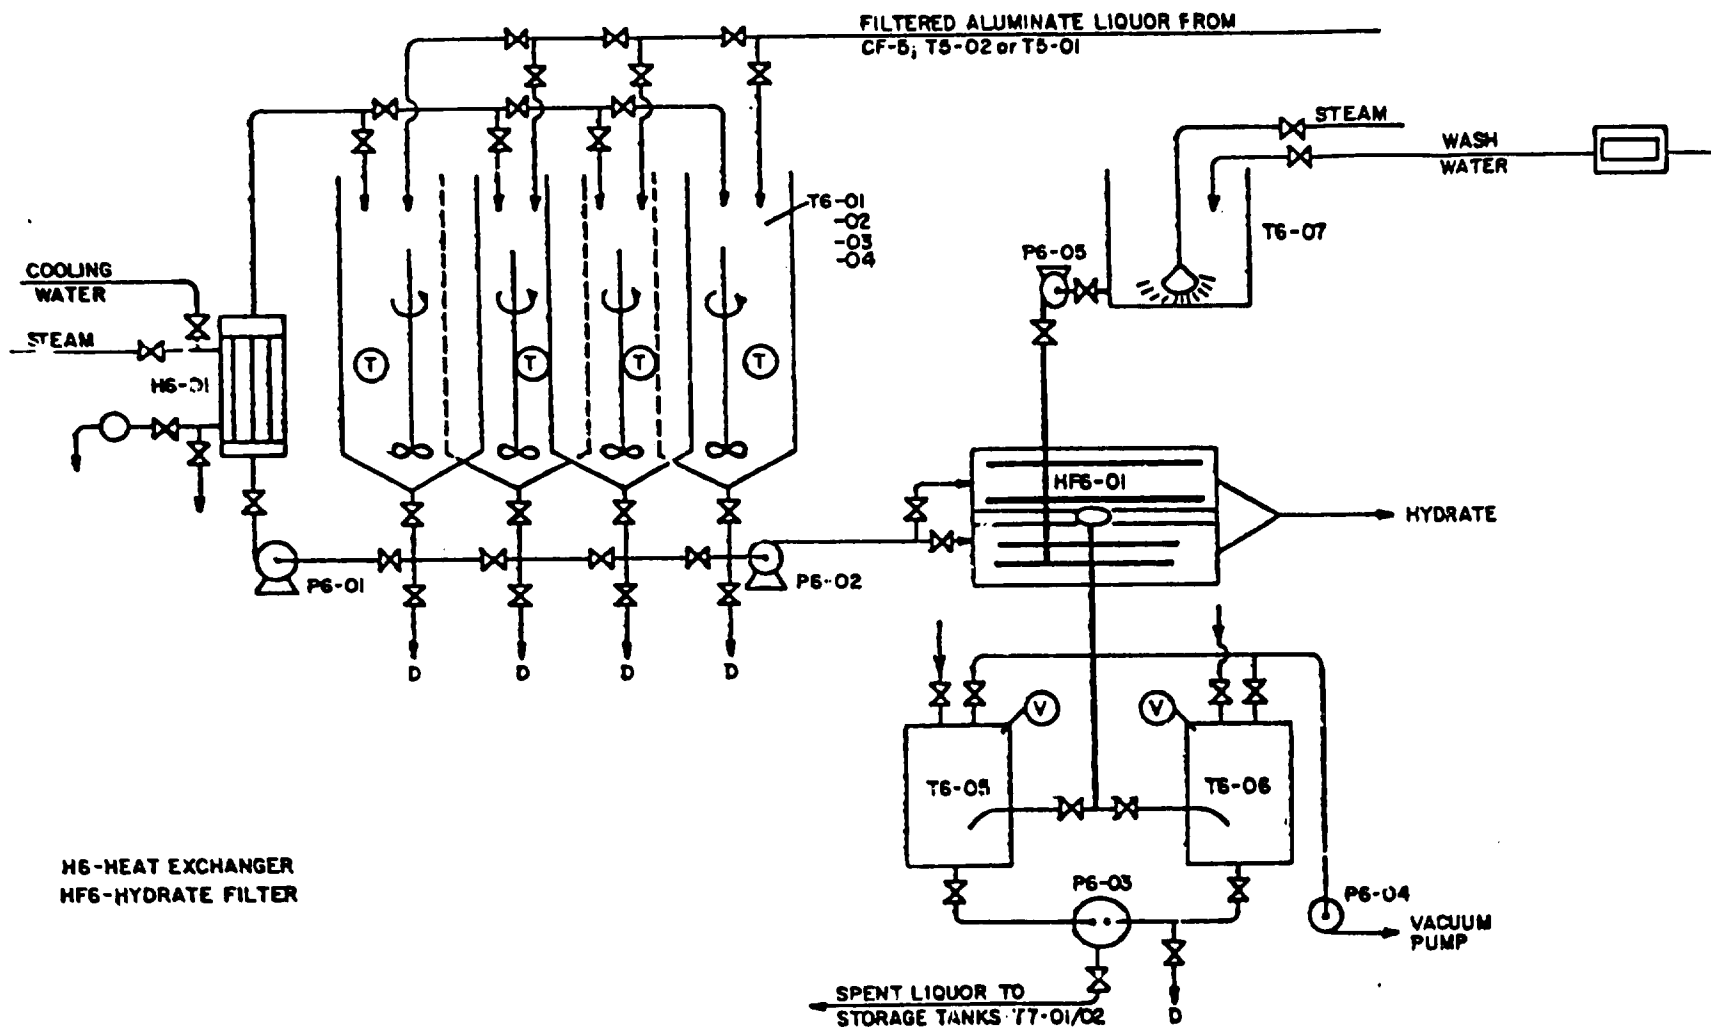 FILTERED ALUMINATE LIQUOR FROM
CF-5; T5-02 or T5-01
STEAM
WASH
WATER
T6-01
-02
-03
-04
T6-07
P6-05
COOLING
WATER
STEAM
H6-01
T
T
T
T
HF6-01
HYDRATE
P6-01
P6-02
D
D
D
D
V
V
T6-05
T6-06
H6-HEAT EXCHANGER
HF6-HYDRATE FILTER
P6-03
P6-04
VACUUM
PUMP
SPENT LIQUOR TO
STORAGE TANKS T7-01/02
D